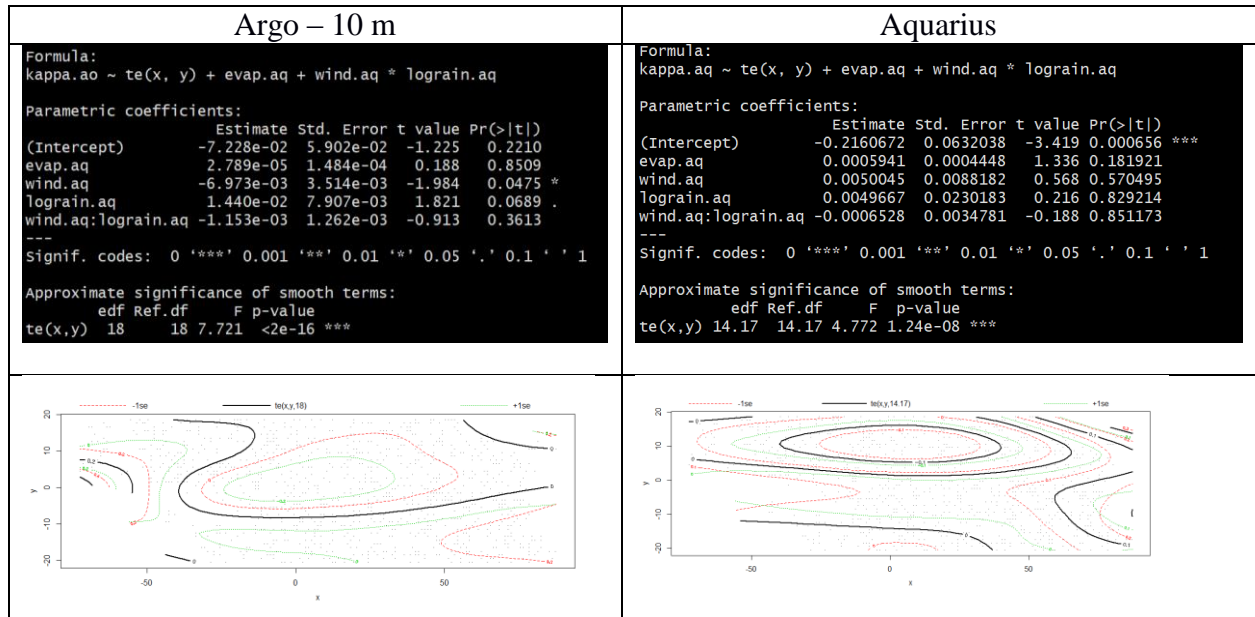 Argo – 10 m
Formula:
kappa.ao ~ te(x, y) + evap.aq + wind.aq * lograin.aq
Parametric coefficients:
Estimate Std. Error t value Pr(>|t|)
(Intercept) -7.228e-02 5.902e-02 -1.225 0.2210
evap.aq 2.789e-05 1.484e-04 0.188 0.8509
wind.aq -6.973e-03 3.514e-03 -1.984 0.0475 *
lograin.aq 1.440e-02 7.907e-03 1.821 0.0689 .
wind.aq:lograin.aq -1.153e-03 1.262e-03 -0.913 0.3613
---
Signif. codes: 0 ‘***’ 0.001 ‘**’ 0.01 ‘*’ 0.05 ‘.’ 0.1 ‘ ’ 1
Approximate significance of smooth terms:
edf Ref.df F p-value
te(x,y) 18 18 7.721 <2e-16 ***
Aquarius
Formula:
kappa.aq ~ te(x, y) + evap.aq + wind.aq * lograin.aq
Parametric coefficients:
Estimate Std. Error t value Pr(>|t|)
(Intercept) -0.2160672 0.0632038 -3.419 0.000656 ***
evap.aq 0.0005941 0.0004448 1.336 0.181921
wind.aq 0.0050045 0.0088182 0.568 0.570495
lograin.aq 0.0049667 0.0230183 0.216 0.829214
wind.aq:lograin.aq -0.0006528 0.0034781 -0.188 0.851173
---
Signif. codes: 0 ‘***’ 0.001 ‘**’ 0.01 ‘*’ 0.05 ‘.’ 0.1 ‘ ’ 1
Approximate significance of smooth terms:
edf Ref.df F p-value
te(x,y) 14.17 14.17 4.772 1.24e-08 ***
-1se te(x,y,18) +1se
20
10
0
-10
-20
y
-50 0 50
x
-1se te(x,y,14.17) +1se
20
10
0
-10
-20
y
-50 0 50
x